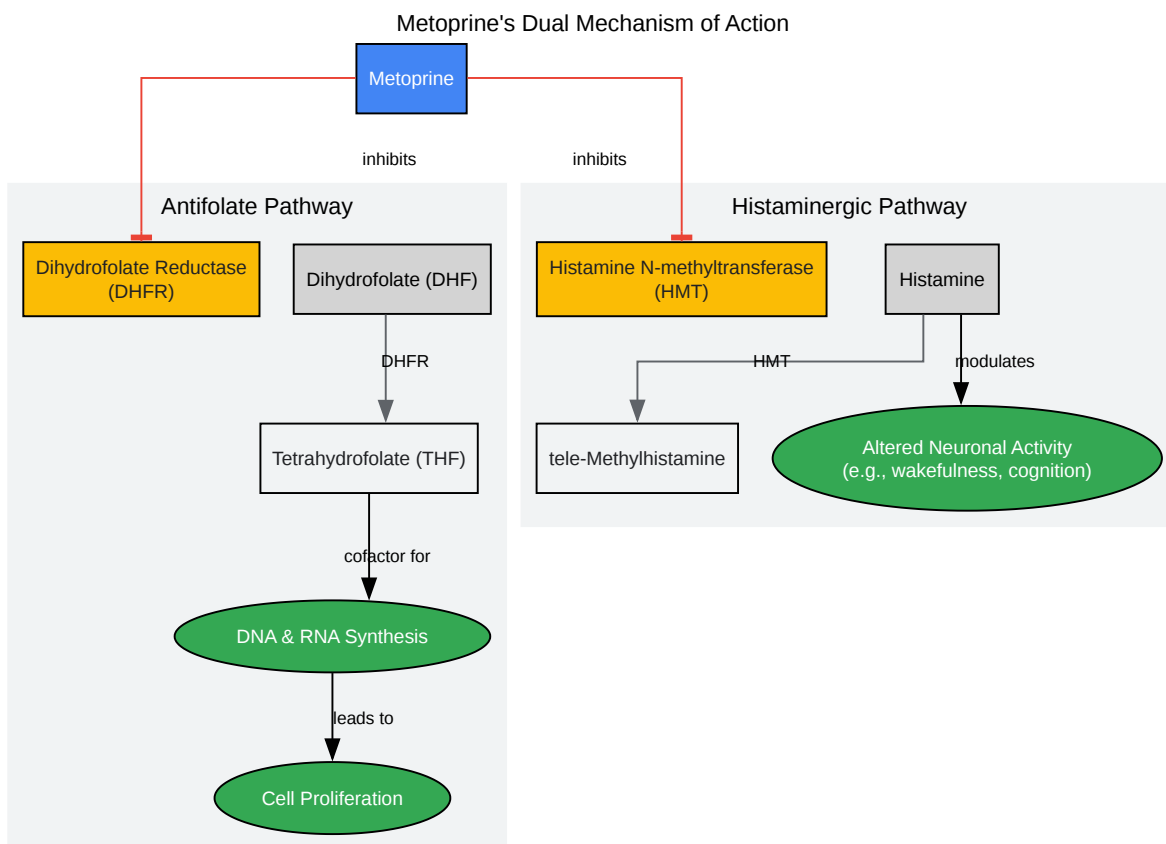 Metoprine's Dual Mechanism of Action
Metoprine
inhibits
inhibits
Antifolate Pathway
Dihydrofolate Reductase
(DHFR)
Dihydrofolate (DHF)
DHFR
Tetrahydrofolate (THF)
cofactor for
DNA & RNA Synthesis
leads to
Cell Proliferation
Histaminergic Pathway
Histamine N-methyltransferase
(HMT)
Histamine
HMT
modulates
tele-Methylhistamine
Altered Neuronal Activity
(e.g., wakefulness, cognition)